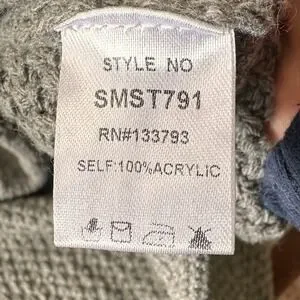 STYLE NO
SMST791
RN#133793
SELF:100%ACRYLIC